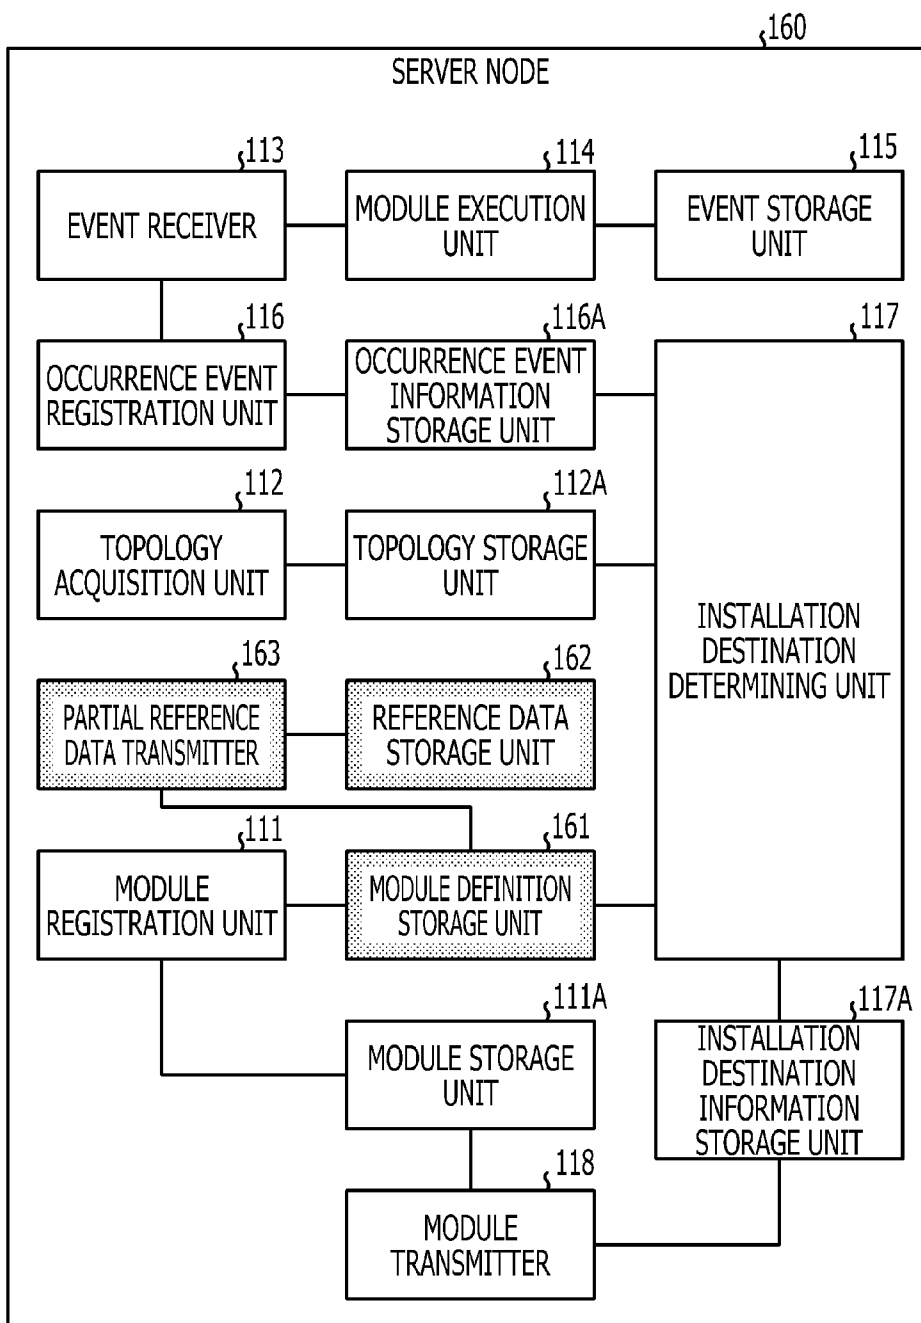 160
SERVER NODE
113
EVENT RECEIVER
114
MODULE EXECUTION
UNIT
115
EVENT STORAGE
UNIT
116
OCCURRENCE EVENT
REGISTRATION UNIT
116A
OCCURRENCE EVENT
INFORMATION
STORAGE UNIT
117
INSTALLATION
DESTINATION
DETERMINING UNIT
112
TOPOLOGY
ACQUISITION UNIT
112A
TOPOLOGY STORAGE
UNIT
163
PARTIAL REFERENCE
DATA TRANSMITTER
162
REFERENCE DATA
STORAGE UNIT
111
MODULE
REGISTRATION UNIT
161
MODULE DEFINITION
STORAGE UNIT
111A
MODULE STORAGE
UNIT
117A
INSTALLATION
DESTINATION
INFORMATION
STORAGE UNIT
118
MODULE
TRANSMITTER